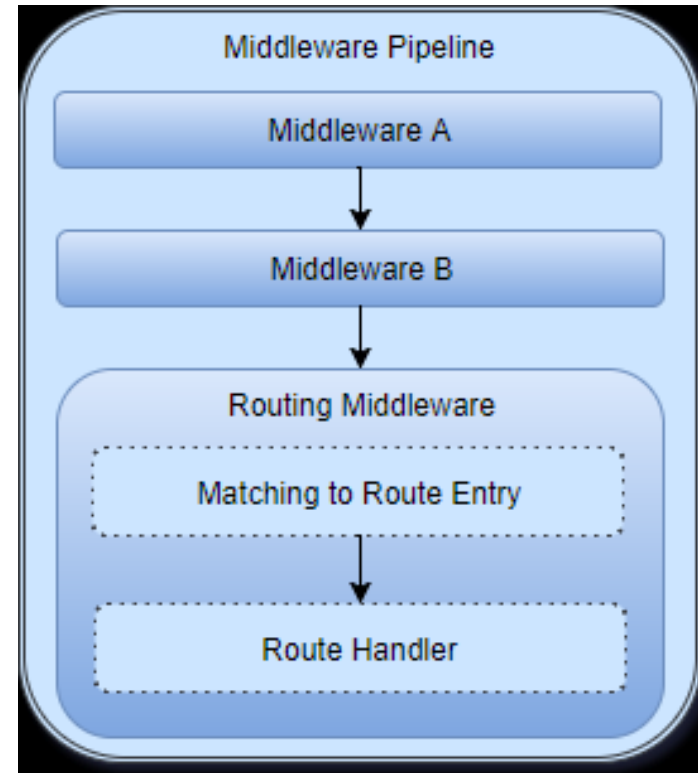 Middleware Pipeline
Middleware A
Middleware B
Routing Middleware
Matching to Route Entry
Route Handler